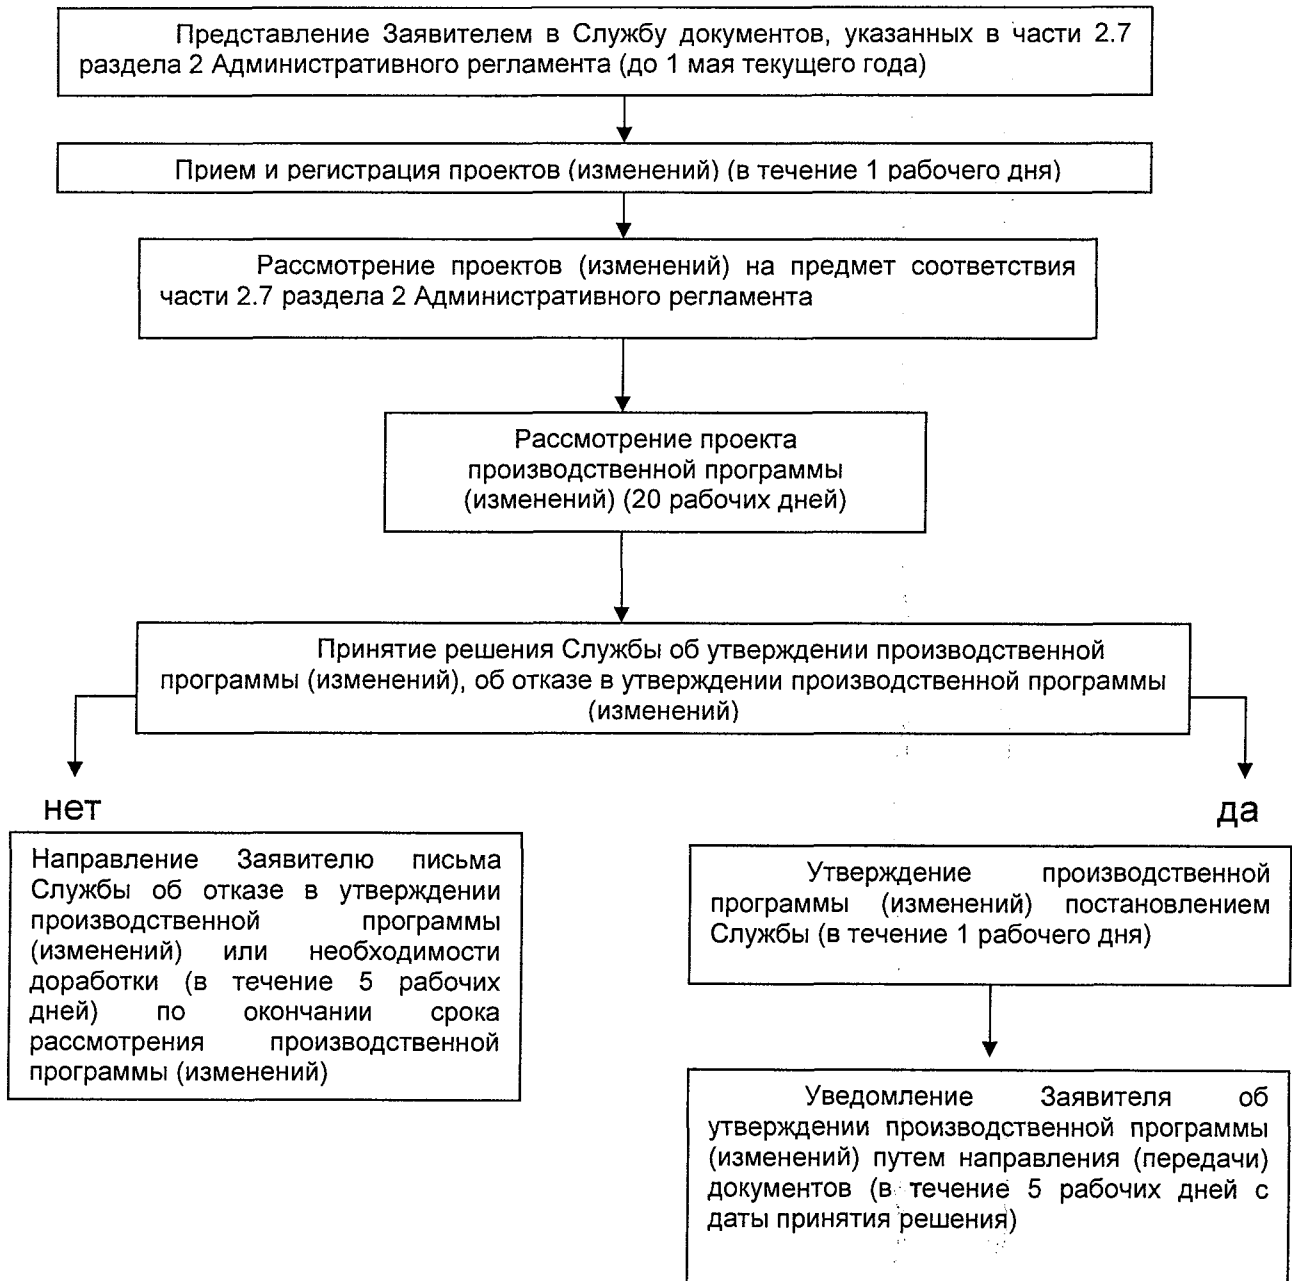 Представление Заявителем в Службу документов, указанных в части 2.7
раздела 2 Административного регламента (до 1 мая текущего года)
Прием и регистрация проектов (изменений) (в течение 1 рабочего дня)
Рассмотрение проектов (изменений) на предмет соответствия
части 2.7 раздела 2 Административного регламента
Рассмотрение проекта
производственной программы
(изменений) (20 рабочих дней)
Принятие решения Службы об утверждении производственной
программы (изменений), об отказе в утверждении производственной программы
(изменений)
нет
Направление Заявителю письма
Службы об отказе в утверждении
производственной программы
(изменений) или необходимости
доработки (в течение 5 рабочих
дней) по окончании срока
рассмотрения производственной
программы (изменений)
да
Утверждение производственной
программы (изменений) постановлением
Службы (в течение 1 рабочего дня)
Уведомление Заявителя об
утверждении производственной программы
(изменений) путем направления (передачи)
документов (в течение 5 рабочих дней с
даты принятия решения)